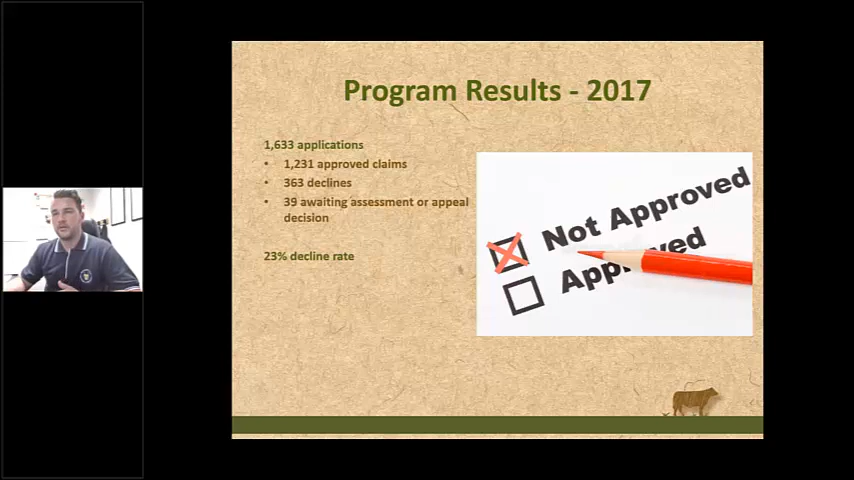 Program Results - 2017
1,633 applications
• 1,231 approved claims
• 363 declines
• 39 awaiting assessment or appeal
decision
23% decline rate
Not Approved
Approved